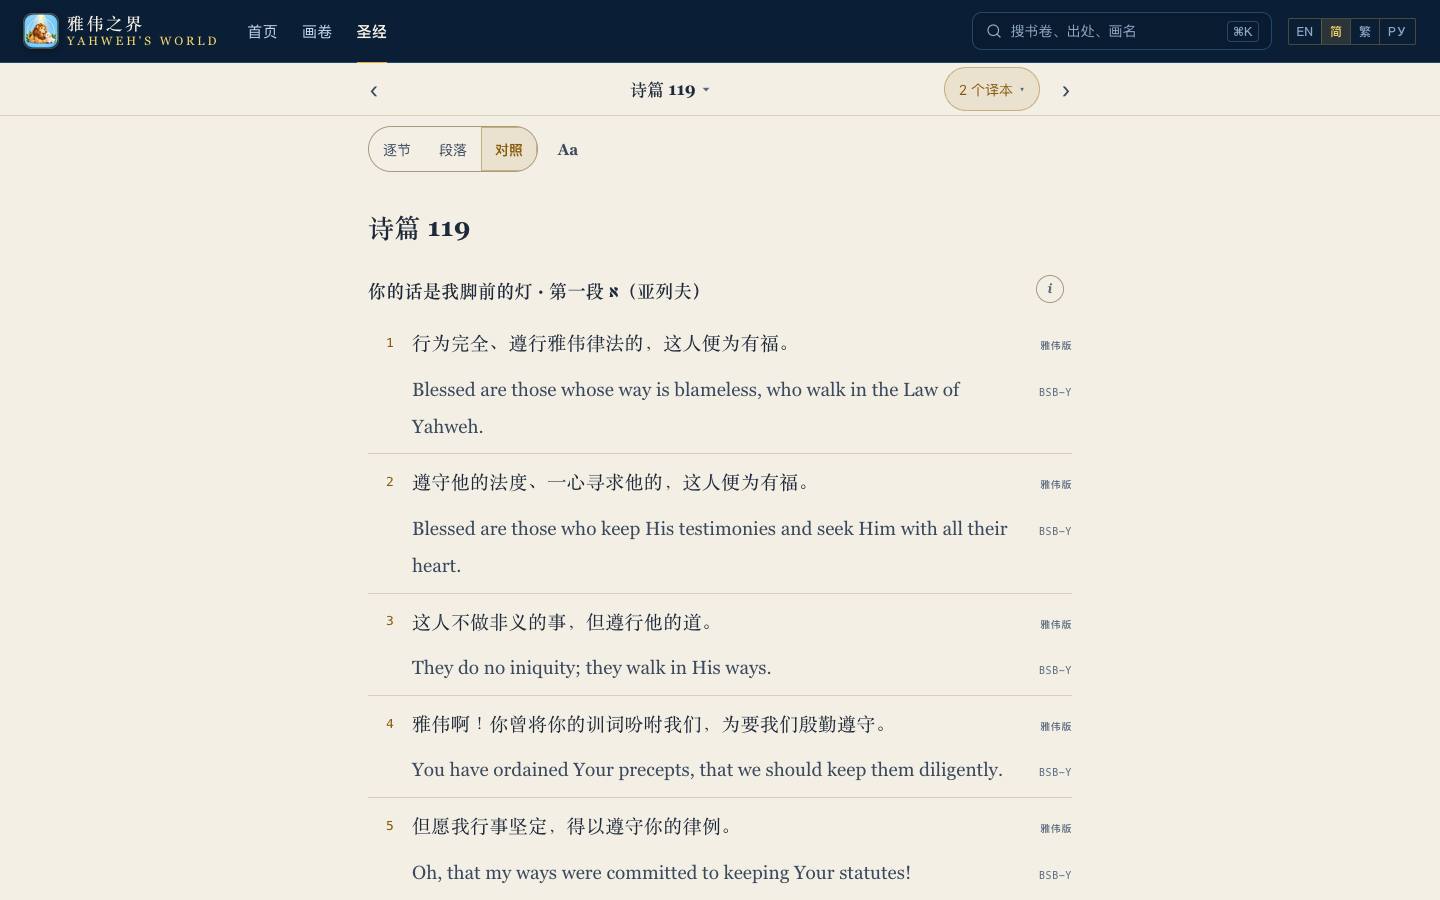 雅伟之界
YAHWEH'S WORLD
首页 画卷 圣经
搜书卷、出处、画名 ⌘K
EN 简 繁 РУ
‹ 诗篇 119 ▾ 2 个译本 ▾ ›
逐节 段落 对照 Aa
诗篇 119
你的话是我脚前的灯 · 第一段 א（亚列夫） i
1 行为完全、遵行雅伟律法的，这人便为有福。 雅伟版
Blessed are those whose way is blameless, who walk in the Law of BSB-Y
Yahweh.
2 遵守他的法度、一心寻求他的，这人便为有福。 雅伟版
Blessed are those who keep His testimonies and seek Him with all their BSB-Y
heart.
3 这人不做非义的事，但遵行他的道。 雅伟版
They do no iniquity; they walk in His ways. BSB-Y
4 雅伟啊！你曾将你的训词吩咐我们，为要我们殷勤遵守。 雅伟版
You have ordained Your precepts, that we should keep them diligently. BSB-Y
5 但愿我行事坚定，得以遵守你的律例。 雅伟版
Oh, that my ways were committed to keeping Your statutes! BSB-Y